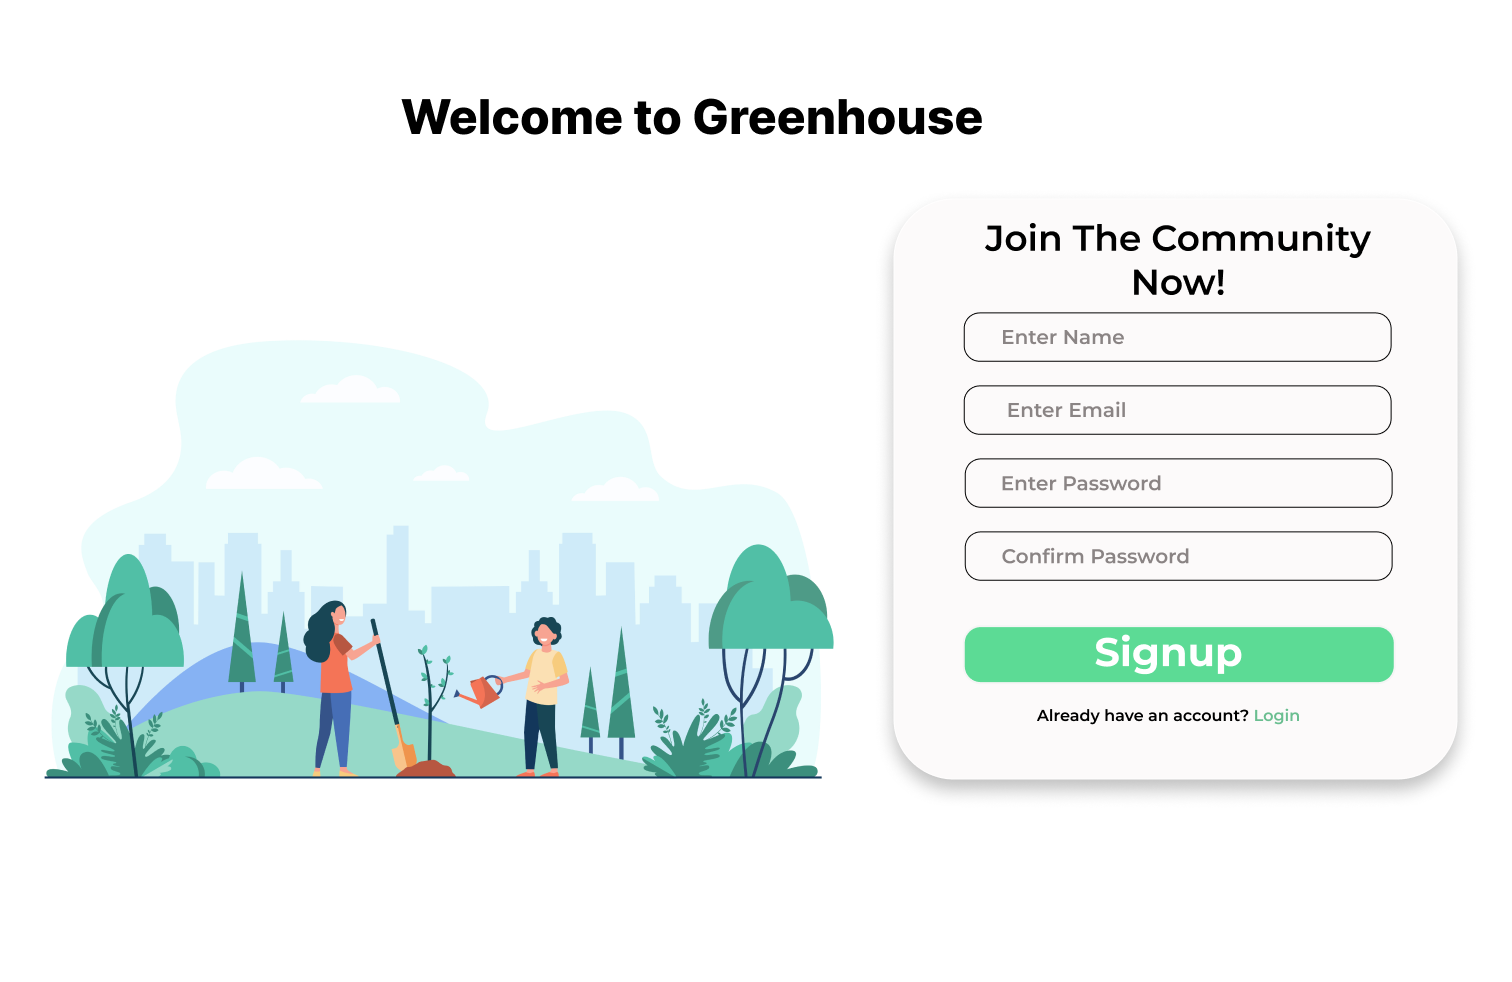 Welcome to Greenhouse
Join The Community
Now!
Enter Name
Enter Email
Enter Password
Confirm Password
Signup
Already have an account? Login